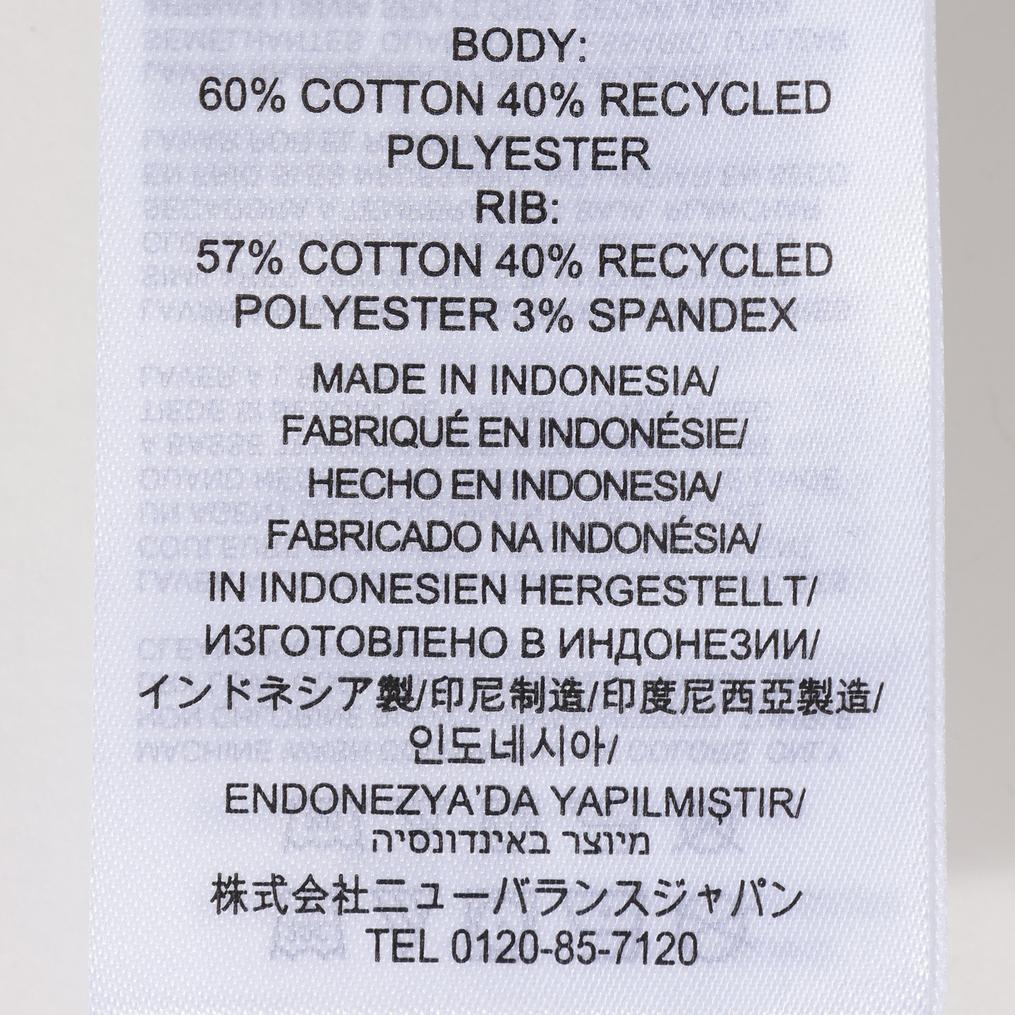 BODY:
60% COTTON 40% RECYCLED
POLYESTER
RIB:
57% COTTON 40% RECYCLED
POLYESTER 3% SPANDEX
MADE IN INDONESIA/
FABRIQUÉ EN INDONÉSIE/
HECHO EN INDONESIA/
FABRICADO NA INDONÉSIA/
IN INDONESIEN HERGESTELLT/
ИЗГОТОВЛЕНО В ИНДОНЕЗИИ/
インドネシア製/印尼制造/印度尼西亞製造/
인도네시아/
ENDONEZYA'DA YAPILMIŞTIR/
מיוצר באינדונסיה
株式会社ニューバランスジャパン
TEL 0120-85-7120